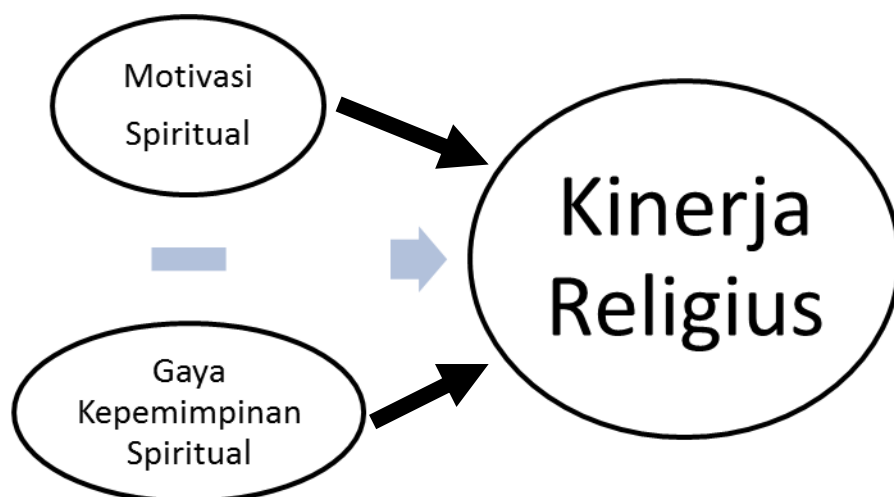 Motivasi
Spiritual
Kinerja
Religius
Gaya
Kepemimpinan
Spiritual